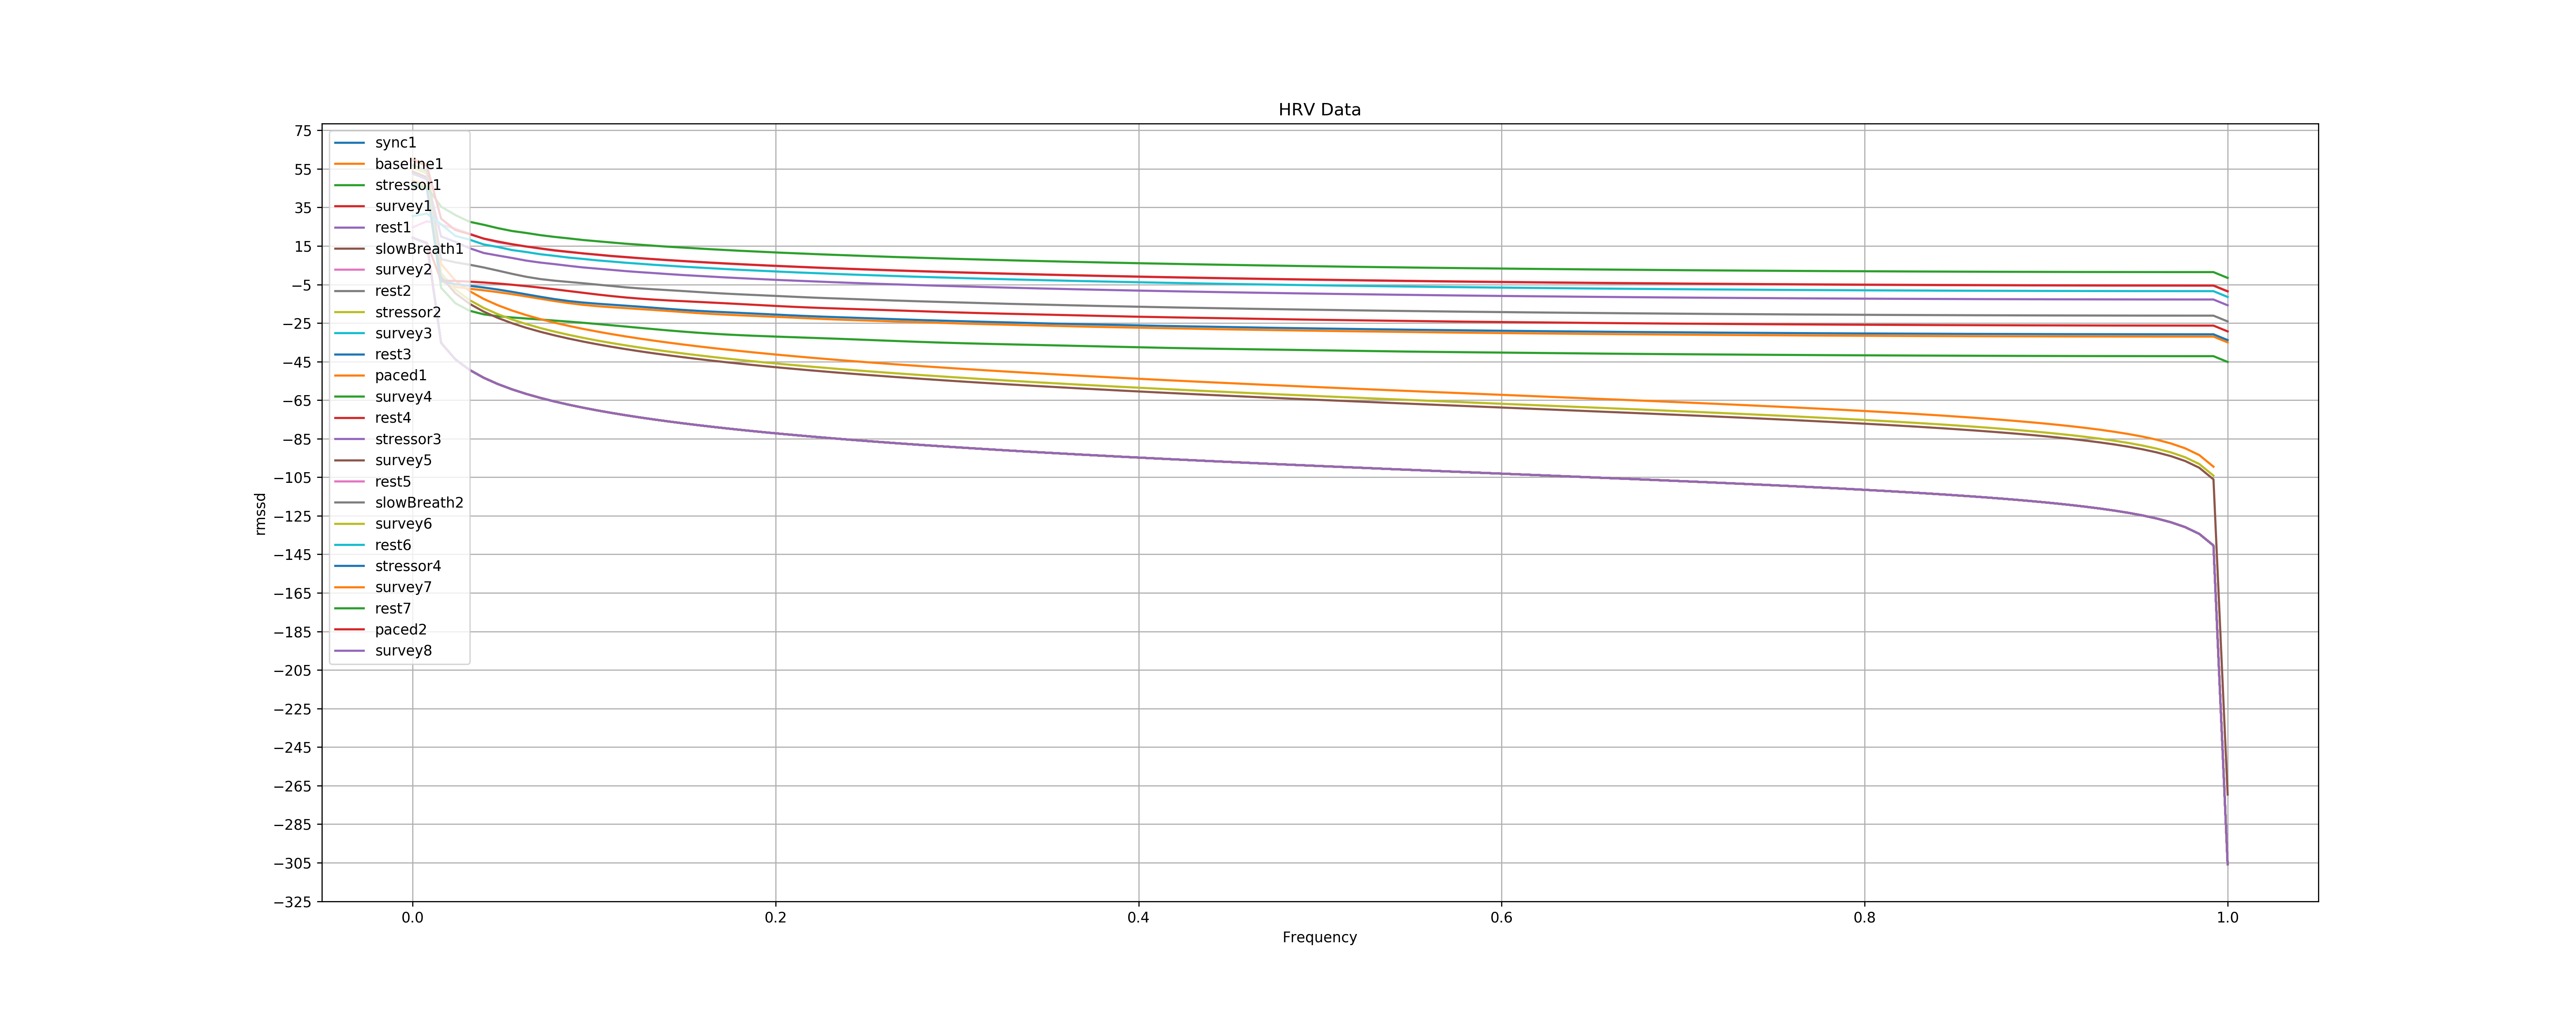 HRV Data
75
55
35
15
−5
−25
−45
−65
−85
−105
−125
−145
−165
−185
−205
−225
−245
−265
−285
−305
−325
rmssd
sync1
baseline1
stressor1
survey1
rest1
slowBreath1
survey2
rest2
stressor2
survey3
rest3
paced1
survey4
rest4
stressor3
survey5
rest5
slowBreath2
survey6
rest6
stressor4
survey7
rest7
paced2
survey8
0.0 0.2 0.4 0.6 0.8 1.0
Frequency